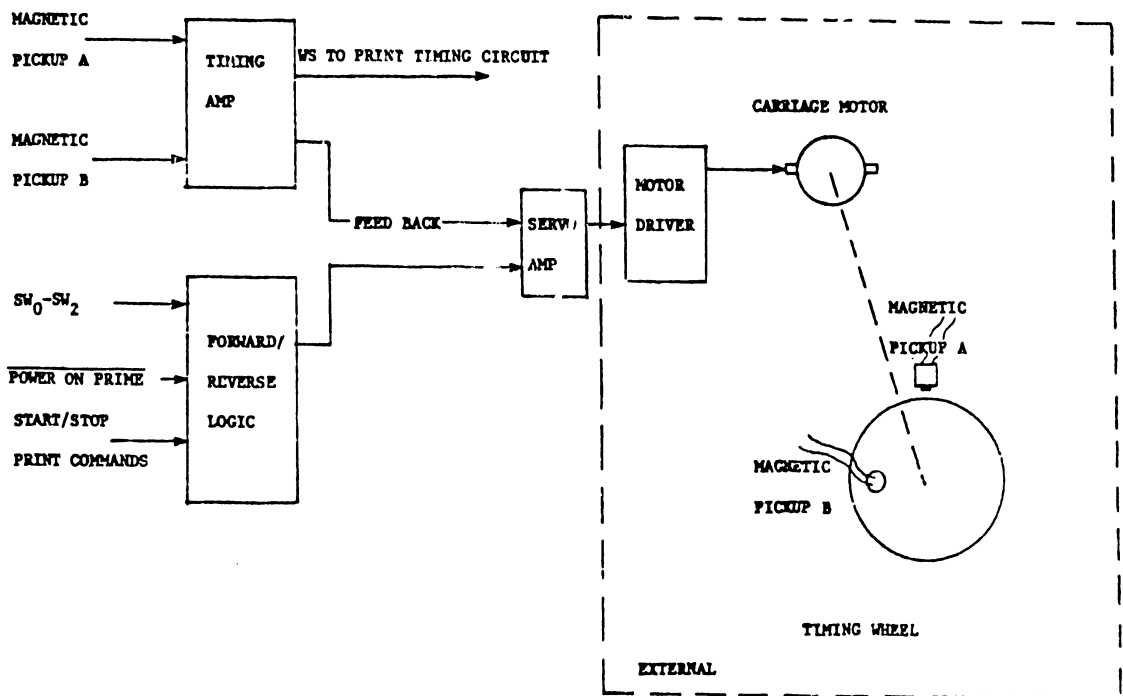 MAGNETIC
PICKUP A
MAGNETIC
PICKUP B
TIMING
AMP
WS TO PRINT TIMING CIRCUIT
FEED BACK
SERVO
AMP
SW0-SW2
POWER ON PRIME
START/STOP
PRINT COMMANDS
FORWARD/
REVERSE
LOGIC
MOTOR
DRIVER
CARRIAGE MOTOR
MAGNETIC
PICKUP A
MAGNETIC
PICKUP B
TIMING WHEEL
EXTERNAL